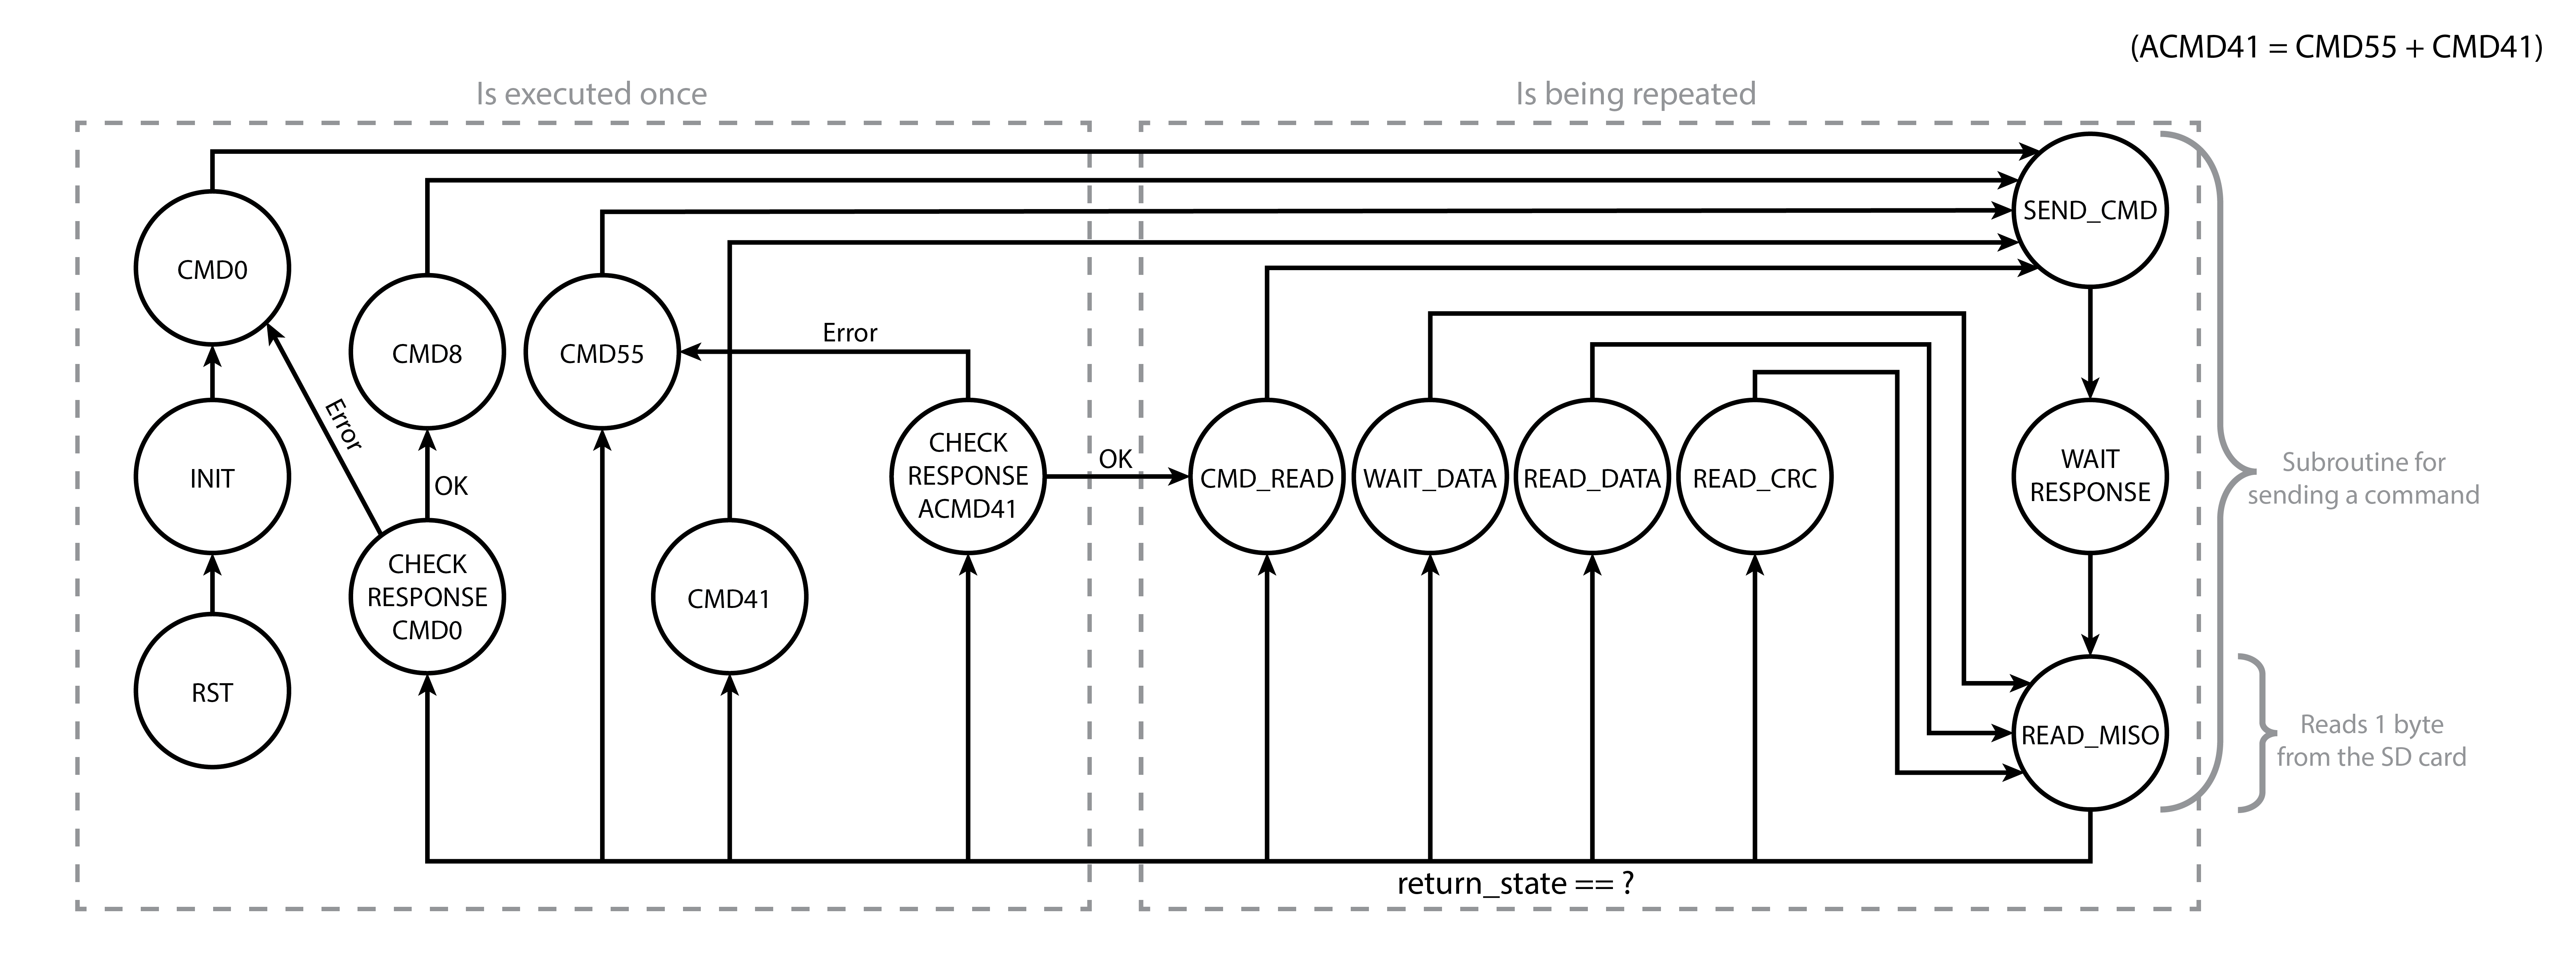 (ACMD41 = CMD55 + CMD41)
Is executed once
Is being repeated
CMD0
SEND_CMD
CMD8
CMD55
Error
Error
INIT
OK
CHECK
RESPONSE
ACMD41
OK
CMD_READ
WAIT_DATA
READ_DATA
READ_CRC
WAIT
RESPONSE
Subroutine for
sending a command
CHECK
RESPONSE
CMD0
CMD41
RST
READ_MISO
Reads 1 byte
from the SD card
return_state == ?